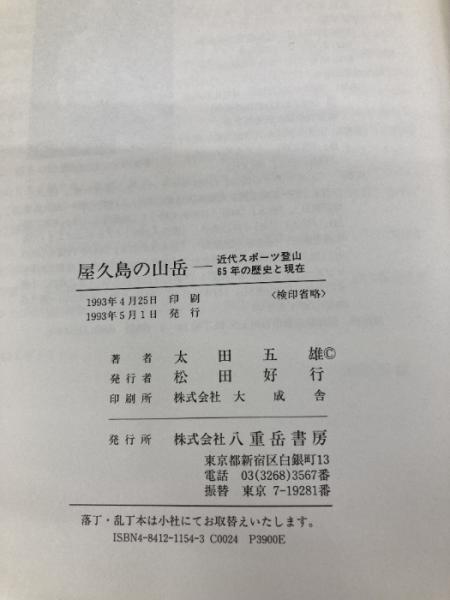 屋久島の山岳 — 近代スポーツ登山
65年の歴史と現在
1993年4月25日 印刷 〈検印省略〉
1993年5月1日 発行
著者 太田五雄©
発行者 松田好行
印刷所 株式会社 大成舎
発行所 株式会社八重岳書房
東京都新宿区白銀町13
電話 03(3268)3567番
振替 東京 7-19281番
落丁・乱丁本は小社にてお取替えいたします。
ISBN4-8412-1154-3 C0024 P3900E